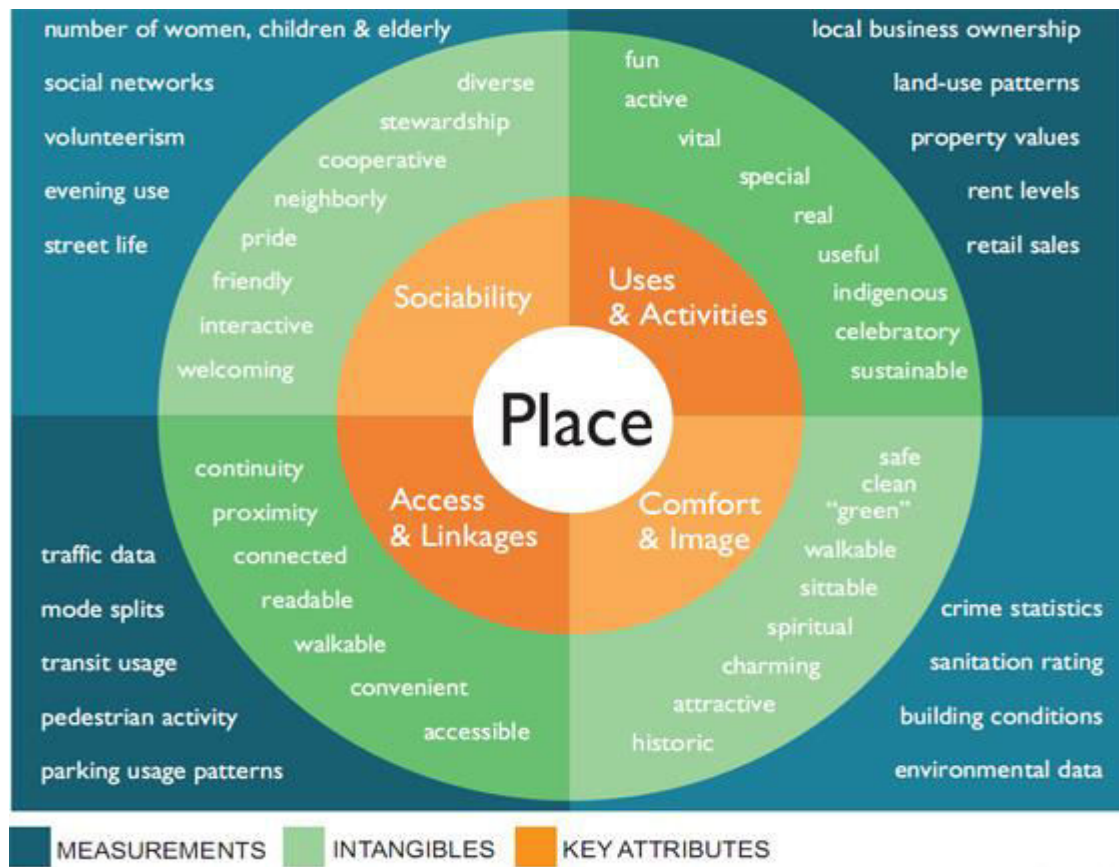 number of women, children & elderly
social networks
volunteerism
evening use
street life
diverse
stewardship
cooperative
neighborly
pride
friendly
interactive
welcoming
fun
active
vital
special
real
useful
indigenous
celebratory
sustainable
local business ownership
land-use patterns
property values
rent levels
retail sales
Sociability
Uses
& Activities
Place
Access
& Linkages
Comfort
& Image
continuity
proximity
connected
readable
walkable
convenient
accessible
traffic data
mode splits
transit usage
pedestrian activity
parking usage patterns
safe
clean
"green"
walkable
sittable
spiritual
charming
attractive
historic
crime statistics
sanitation rating
building conditions
environmental data
MEASUREMENTS
INTANGIBLES
KEY ATTRIBUTES